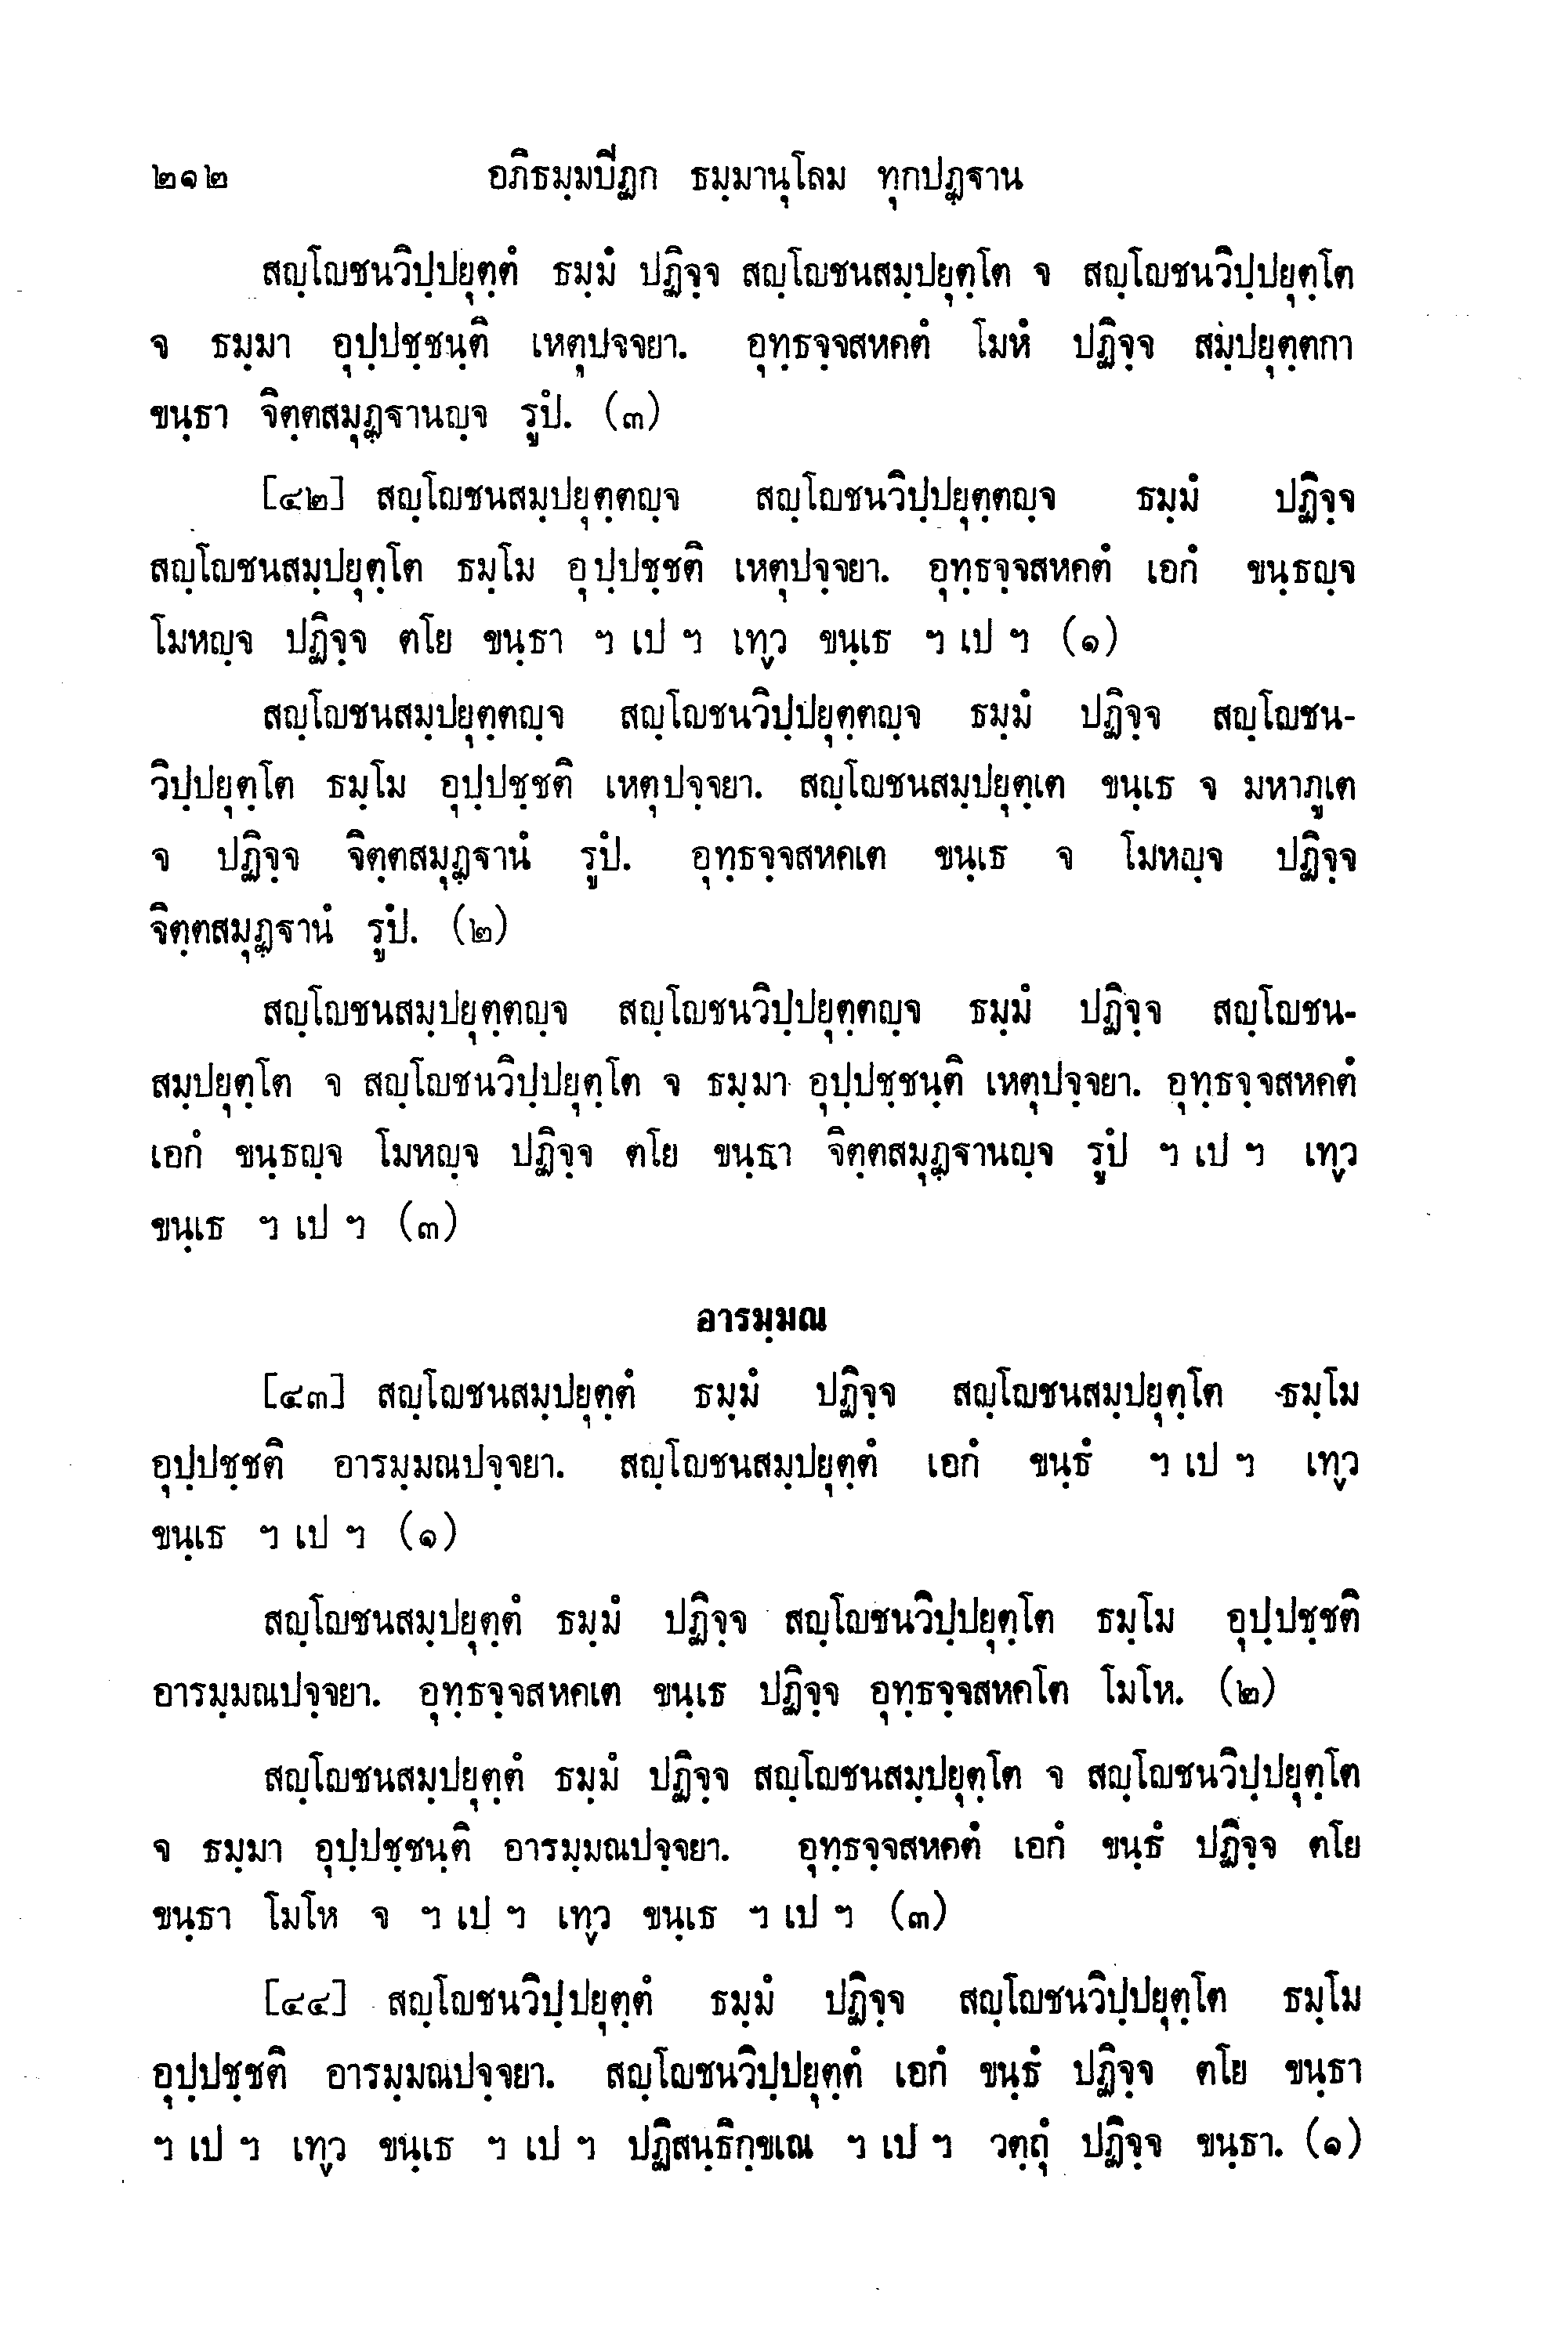 ๒๑๒ อภิธมฺมปิฏก ธมฺมานุโลม ทุกปฏฺฐาน
สญฺโญชนวิปฺปยุตฺตํ ธมฺมํ ปฏิจฺจ สญฺโญชนสมฺปยุตฺโต จ สญฺโญชนวิปฺปยุตฺโต
จ ธมฺมา อุปฺปชฺชนฺติ เหตุปจจยา. อุทฺธจฺจสหคตํ โมหํ ปฏิจฺจ สมฺปยุตฺตกา
ขนฺธา จิตฺตสมุฏฺฐานญฺจ รูปํ. (๓)
[๔๒] สญฺโญชนสมฺปยุตฺตญฺจ สญฺโญชนวิปฺปยุตฺตญฺจ ธมฺมํ ปฏิจฺจ
สญฺโญชนสมฺปยุตฺโต ธมฺโม อุปฺปชฺชติ เหตุปจฺจยา. อุทฺธจฺจสหคตํ เอกํ ขนฺธญฺจ
โมหญฺจ ปฏิจฺจ ตโย ขนฺธา ฯ เป ฯ เทฺว ขนฺเธ ฯ เป ฯ (๑)
สญฺโญชนสมฺปยุตฺตญฺจ สญฺโญชนวิปฺปยุตฺตญฺจ ธมฺมํ ปฏิจฺจ สญฺโญชน-
วิปฺปยุตฺโต ธมฺโม อุปฺปชฺชติ เหตุปจฺจยา. สญฺโญชนสมฺปยุตฺเต ขนฺเธ จ มหาภูเต
จ ปฏิจฺจ จิตฺตสมุฏฺฐานํ รูปํ. อุทฺธจฺจสหคเต ขนฺเธ จ โมหญฺจ ปฏิจฺจ
จิตฺตสมุฏฺฐานํ รูปํ. (๒)
สญฺโญชนสมฺปยุตฺตญฺจ สญฺโญชนวิปฺปยุตฺตญฺจ ธมฺมํ ปฏิจฺจ สญฺโญชน-
สมฺปยุตฺโต จ สญฺโญชนวิปฺปยุตฺโต จ ธมฺมา อุปฺปชฺชนฺติ เหตุปจฺจยา. อุทฺธจฺจสหคตํ
เอกํ ขนฺธญฺจ โมหญฺจ ปฏิจฺจ ตโย ขนฺธา จิตฺตสมุฏฺฐานญฺจ รูปํ ฯ เป ฯ เทฺว
ขนฺเธ ฯ เป ฯ (๓)
อารมฺมณ
[๔๓] สญฺโญชนสมฺปยุตฺตํ ธมฺมํ ปฏิจฺจ สญฺโญชนสมฺปยุตฺโต ธมฺโม
อุปฺปชฺชติ อารมฺมณปจฺจยา. สญฺโญชนสมฺปยุตฺตํ เอกํ ขนฺธํ ฯ เป ฯ เทฺว
ขนฺเธ ฯ เป ฯ (๑)
สญฺโญชนสมฺปยุตฺตํ ธมฺมํ ปฏิจฺจ สญฺโญชนวิปฺปยุตฺโต ธมฺโม อุปฺปชฺชติ
อารมฺมณปจฺจยา. อุทฺธจฺจสหคเต ขนฺเธ ปฏิจฺจ อุทฺธจฺจสหคโต โมโห. (๒)
สญฺโญชนสมฺปยุตฺตํ ธมฺมํ ปฏิจฺจ สญฺโญชนสมฺปยุตฺโต จ สญฺโญชนวิปฺปยุตฺโต
จ ธมฺมา อุปฺปชฺชนฺติ อารมฺมณปจฺจยา. อุทฺธจฺจสหคตํ เอกํ ขนฺธํ ปฏิจฺจ ตโย
ขนฺธา โมโห จ ฯ เป ฯ เทฺว ขนฺเธ ฯ เป ฯ (๓)
[๔๔] สญฺโญชนวิปฺปยุตฺตํ ธมฺมํ ปฏิจฺจ สญฺโญชนวิปฺปยุตฺโต ธมฺโม
อุปฺปชฺชติ อารมฺมณปจฺจยา. สญฺโญชนวิปฺปยุตฺตํ เอกํ ขนฺธํ ปฏิจฺจ ตโย ขนฺธา
ฯ เป ฯ เทฺว ขนฺเธ ฯ เป ฯ ปฏิสนฺธิกฺขเณ ฯ เป ฯ วตฺถุํ ปฏิจฺจ ขนฺธา. (๑)